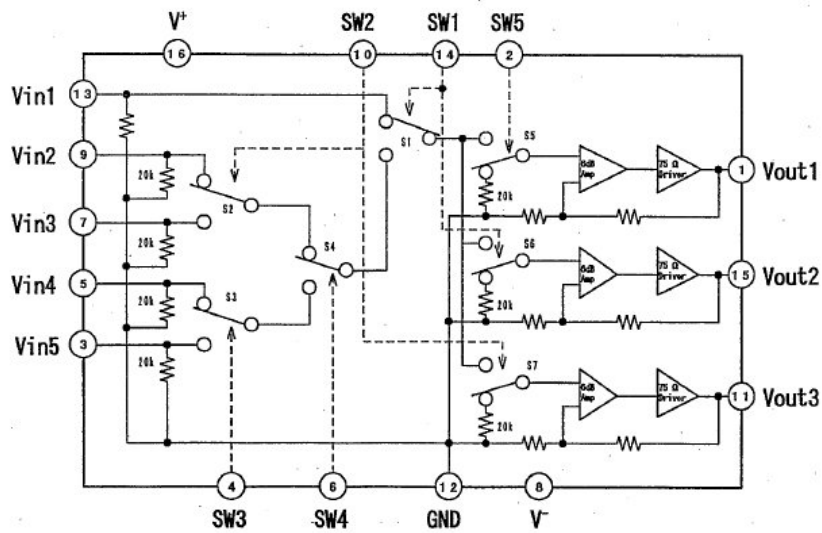 V+
SW2
SW1
SW5
16
10
14
2
Vin1
13
S1
S5
Vin2
9
20k
6dB
Amp
75 Ω
Driver
1
Vout1
S2
20k
Vin3
7
20k
S4
S6
Vin4
5
20k
S3
6dB
Amp
75 Ω
Driver
15
Vout2
20k
Vin5
3
20k
S7
6dB
Amp
75 Ω
Driver
11
Vout3
20k
4
6
12
8
SW3
SW4
GND
V-